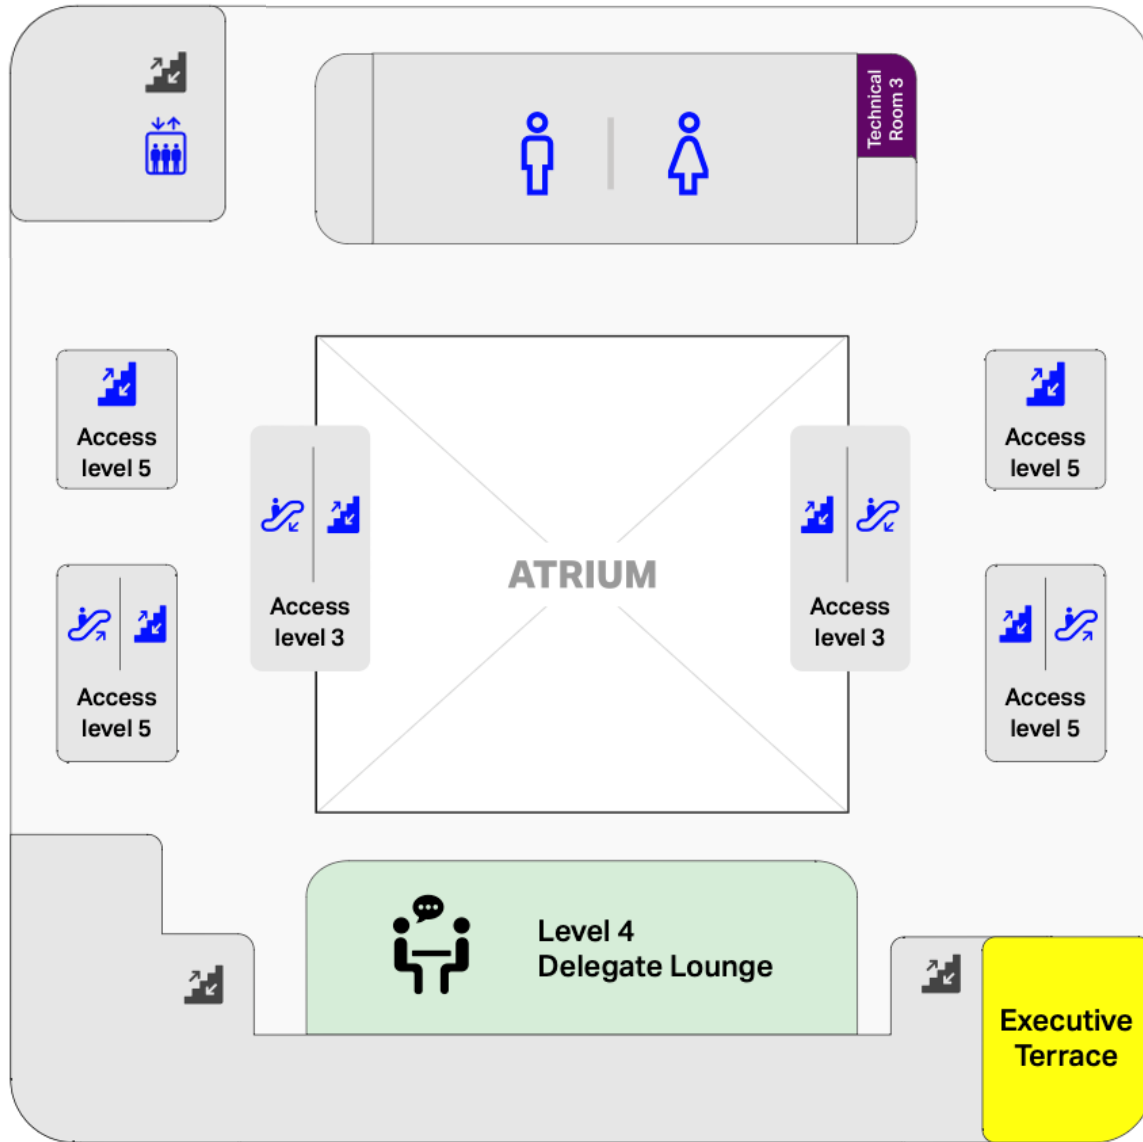 Technical
Room 3
Access
level 5
Access
level 5
Access
level 3
ATRIUM
Access
level 3
Access
level 5
Access
level 5
Level 4
Delegate Lounge
Executive
Terrace